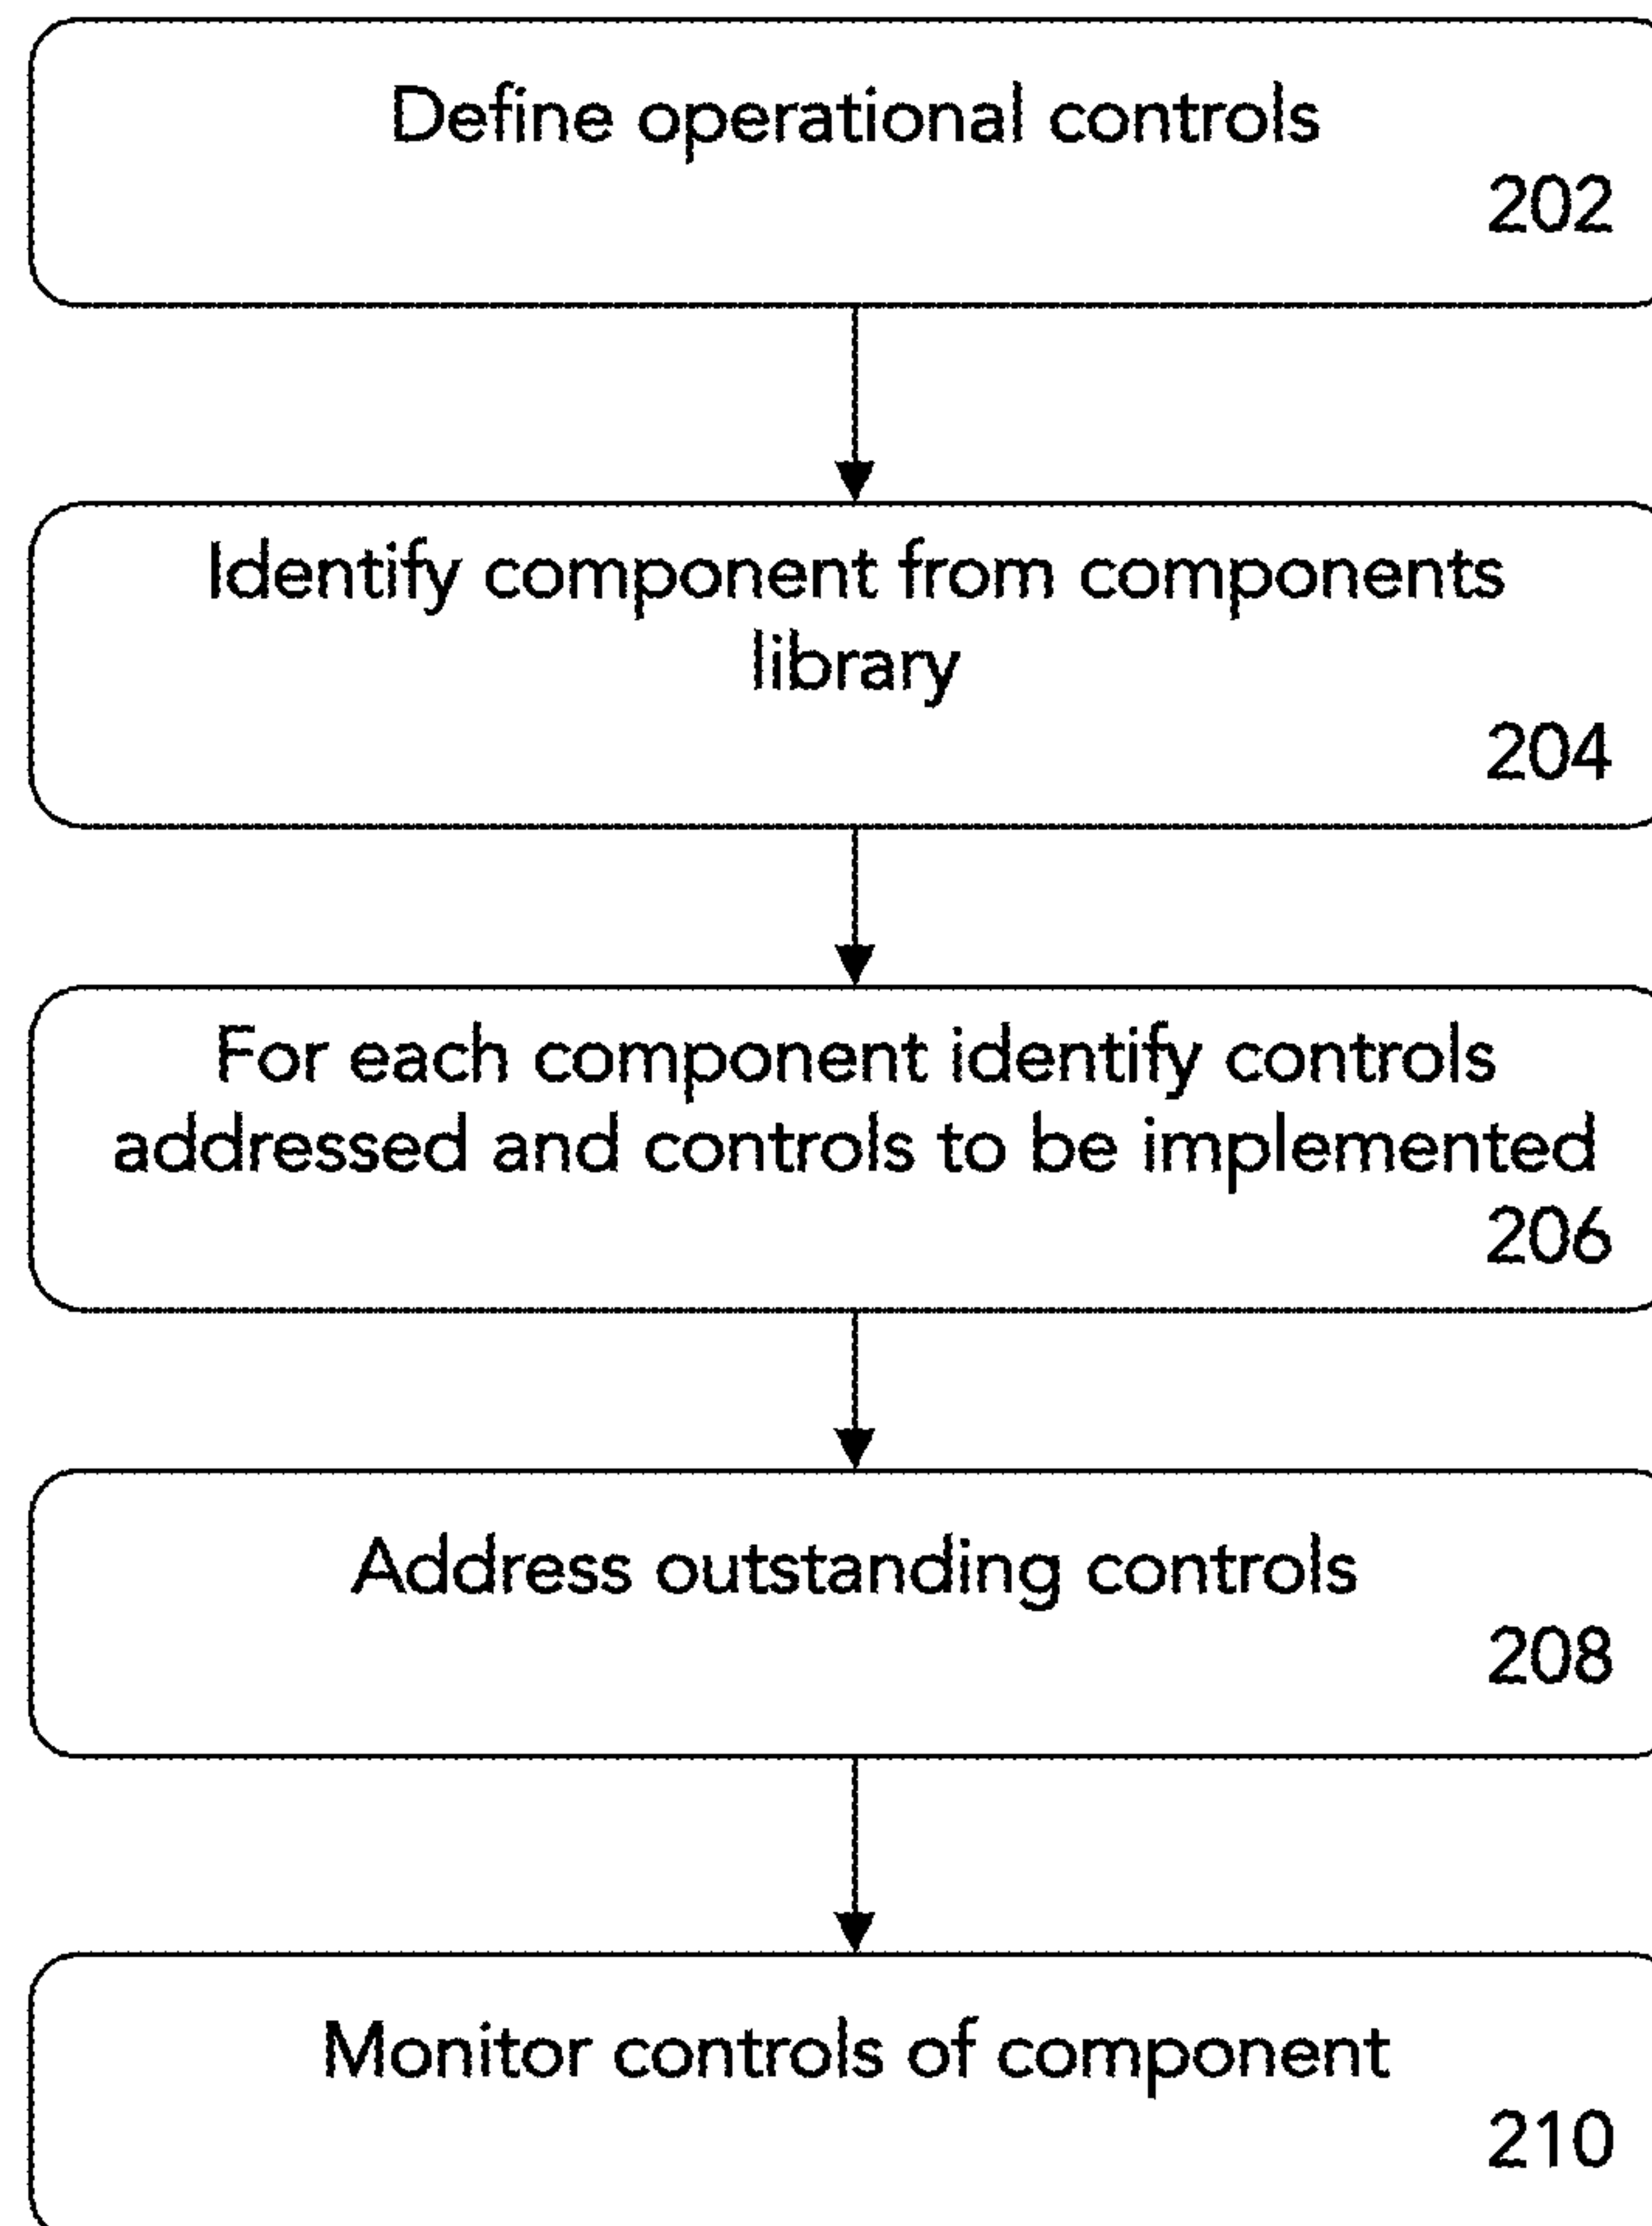 Define operational controls
202
Identify component from components
library
204
For each component identify controls
addressed and controls to be implemented
206
Address outstanding controls
208
Monitor controls of component
210